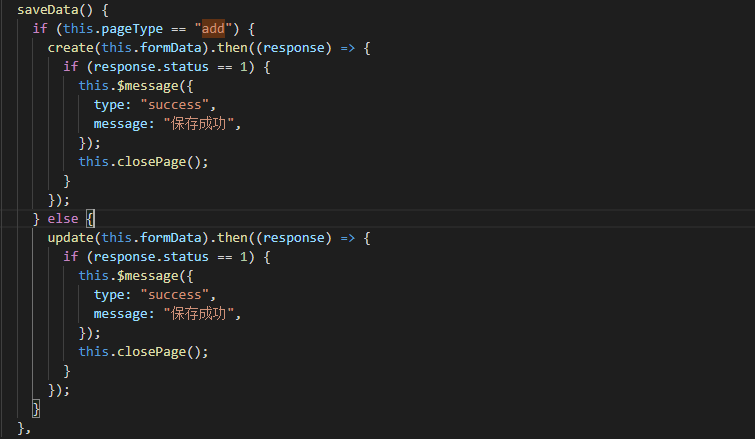 saveData() {
if (this.pageType == "add") {
create(this.formData).then((response) => {
if (response.status == 1) {
this.$message({
type: "success",
message: "保存成功",
});
this.closePage();
}
});
} else {
update(this.formData).then((response) => {
if (response.status == 1) {
this.$message({
type: "success",
message: "保存成功",
});
this.closePage();
}
});
}
},